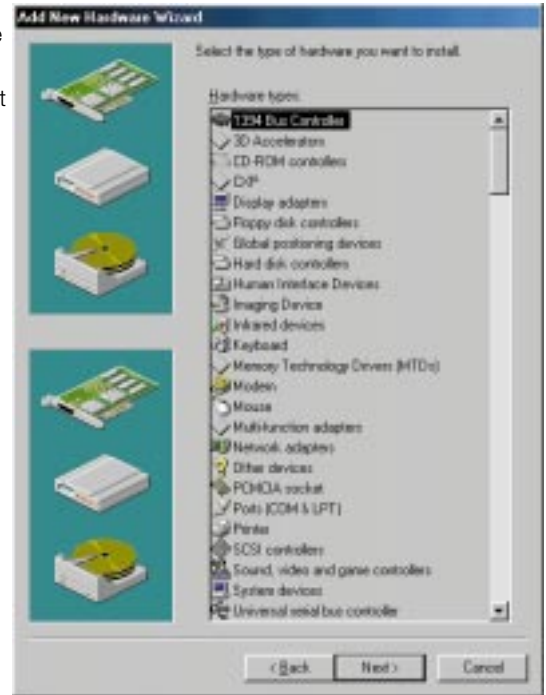 Add New Hardware Wizard
e
t
Select the type of hardware you want to install.
Hardware types:
1394 Bus Controller
3D Accelerators
CD-ROM controllers
CXP
Display adapters
Floppy disk controllers
Global positioning devices
Hard disk controllers
Human Interface Devices
Imaging Device
Infrared devices
Keyboard
Memory Technology Drivers (MTDs)
Modem
Mouse
Multi-function adapters
Network adapters
Other devices
PCMCIA socket
Ports (COM & LPT)
Printer
SCSI controllers
Sound, video and game controllers
System devices
Universal serial bus controller
< Back
Next >
Cancel